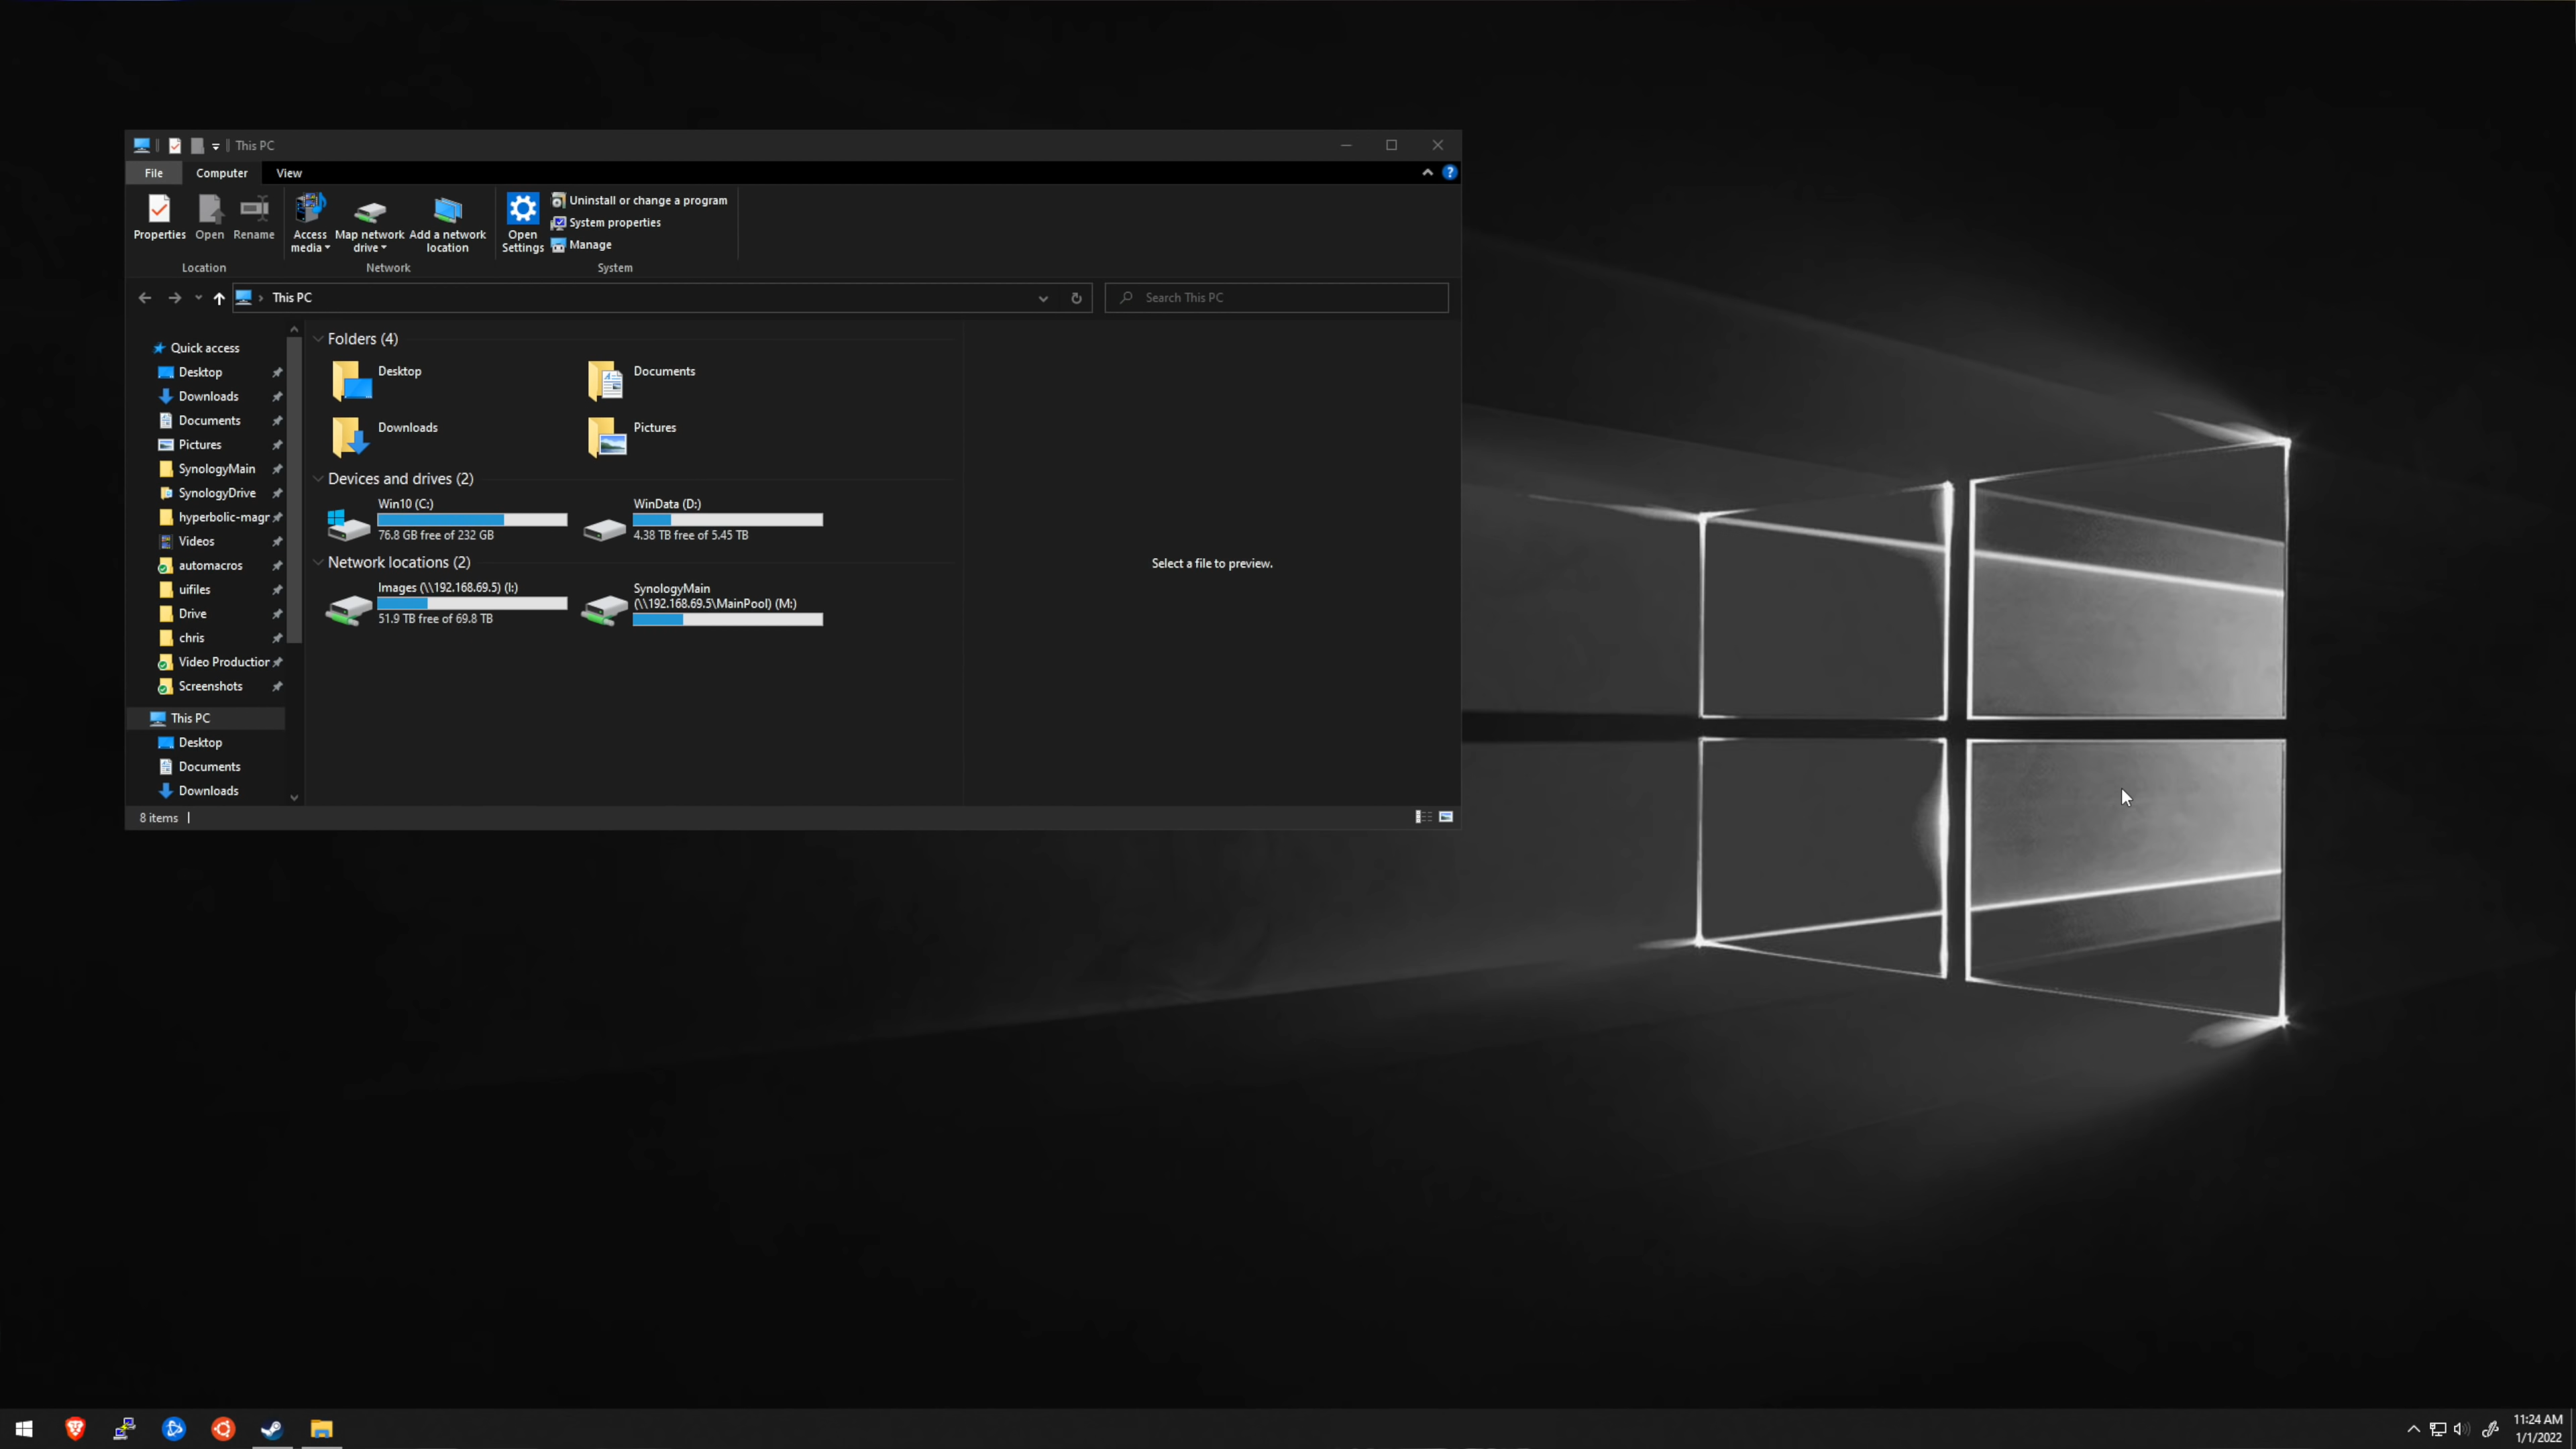 This PC
File Computer View
Properties Open Rename Access media Map network drive Add a network location Open Settings Uninstall or change a program
System properties
Manage
Location Network System
This PC
Search This PC
Quick access
Desktop
Downloads
Documents
Pictures
SynologyMain
SynologyDrive
hyperbolic-magr
Videos
automacros
uifiles
Drive
chris
Video Production
Screenshots
This PC
Desktop
Documents
Downloads
Folders (4)
Desktop Documents
Downloads Pictures
Devices and drives (2)
Win10 (C:)
76.8 GB free of 232 GB
WinData (D:)
4.38 TB free of 5.45 TB
Network locations (2)
Images (\\192.168.69.5) (I:)
51.9 TB free of 69.8 TB
SynologyMain
(\\192.168.69.5\MainPool) (M:)
Select a file to preview.
8 items
11:24 AM
1/1/2022